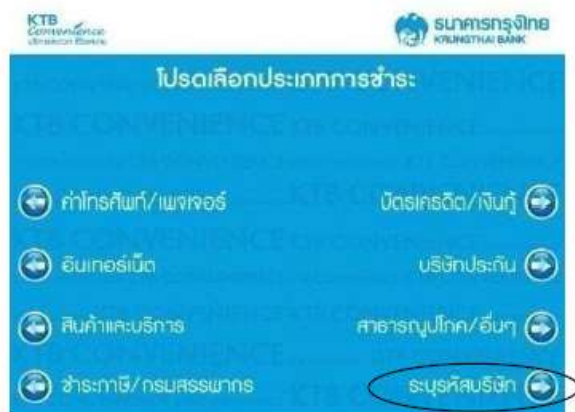 KTB
Convenience
ธนาคารกรุงไทย
KRUNGTHAI BANK
โปรดเลือกประเภทการชำระ
ค่าโทรศัพท์/เพจเจอร์
บัตรเครดิต/เงินกู้
อินเทอร์เน็ต
บริษัทประกัน
สินค้าและบริการ
สาธารณูปโภค/อื่นๆ
ชำระภาษี/กรมสรรพากร
ระบุรหัสบริษัท